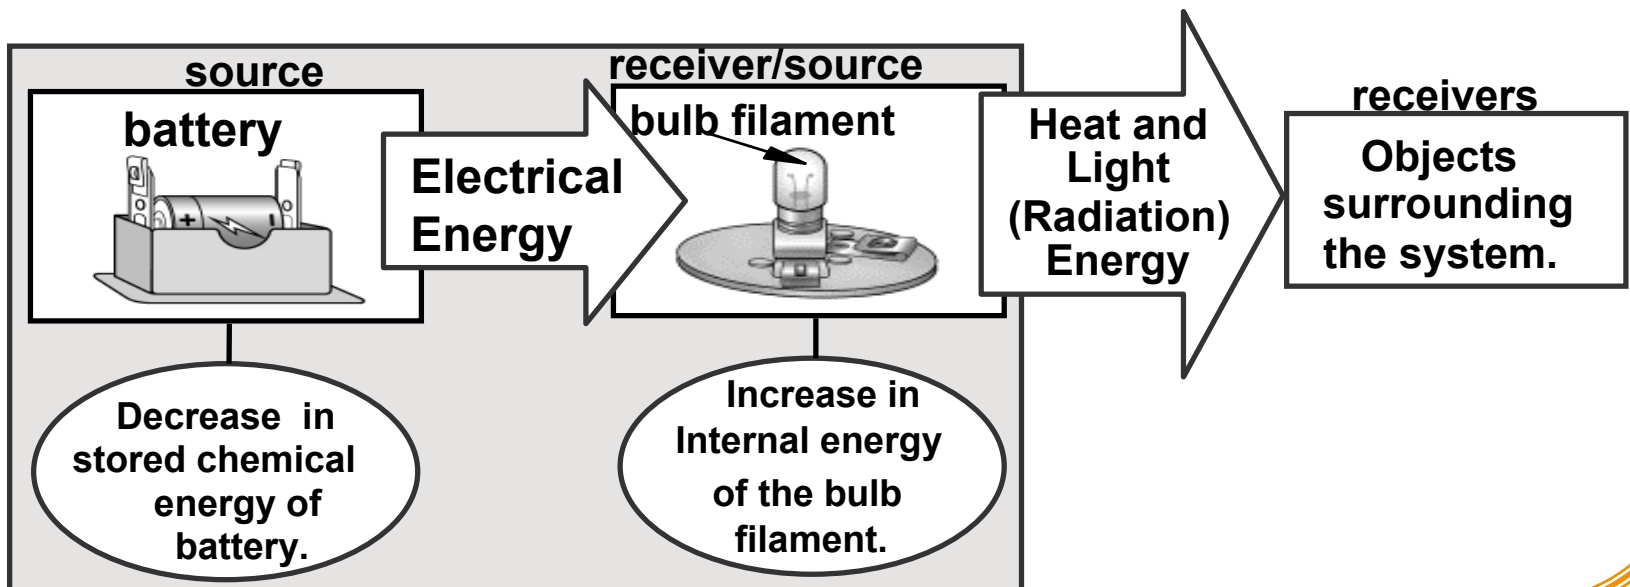 source
battery
+
-
Electrical
Energy
receiver/source
bulb filament
Heat and
Light
(Radiation)
Energy
receivers
Objects
surrounding
the system.
Decrease in
stored chemical
energy of
battery.
Increase in
Internal energy
of the bulb
filament.